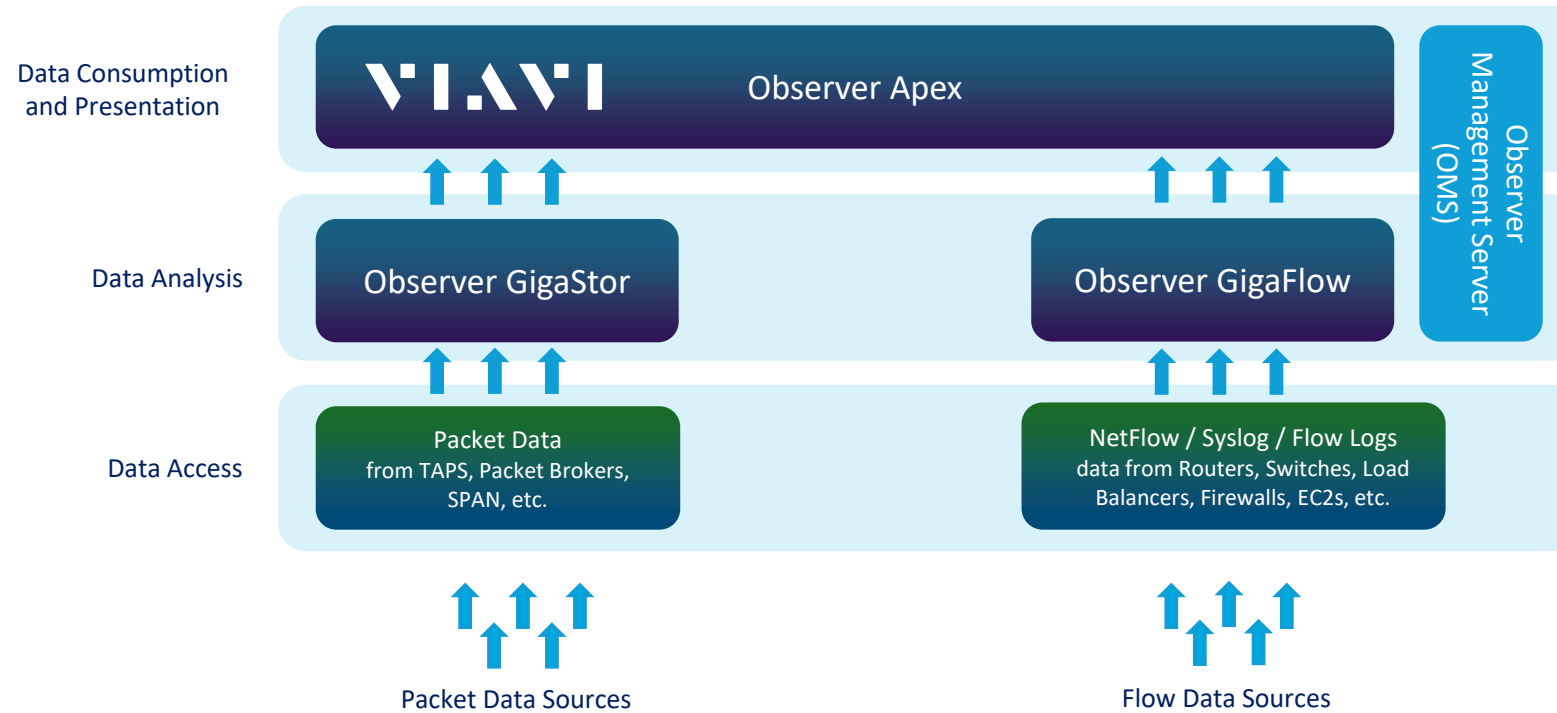 Data Consumption
and Presentation
VIAVI
Observer Apex
Observer
Management Server
(OMS)
Data Analysis
Observer GigaStor
Observer GigaFlow
Data Access
Packet Data
from TAPS, Packet Brokers,
SPAN, etc.
NetFlow / Syslog / Flow Logs
data from Routers, Switches, Load
Balancers, Firewalls, EC2s, etc.
Packet Data Sources
Flow Data Sources